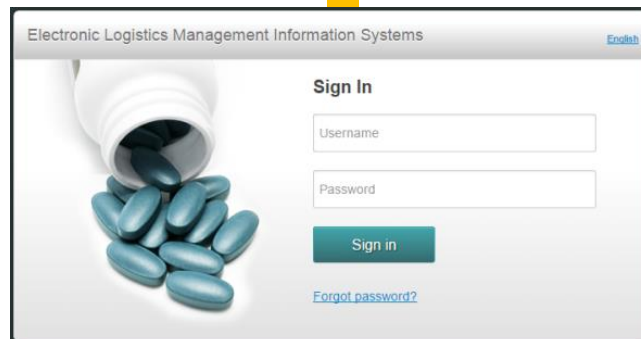 Electronic Logistics Management Information Systems
English
Sign In
Username
Password
Sign in
Forgot password?